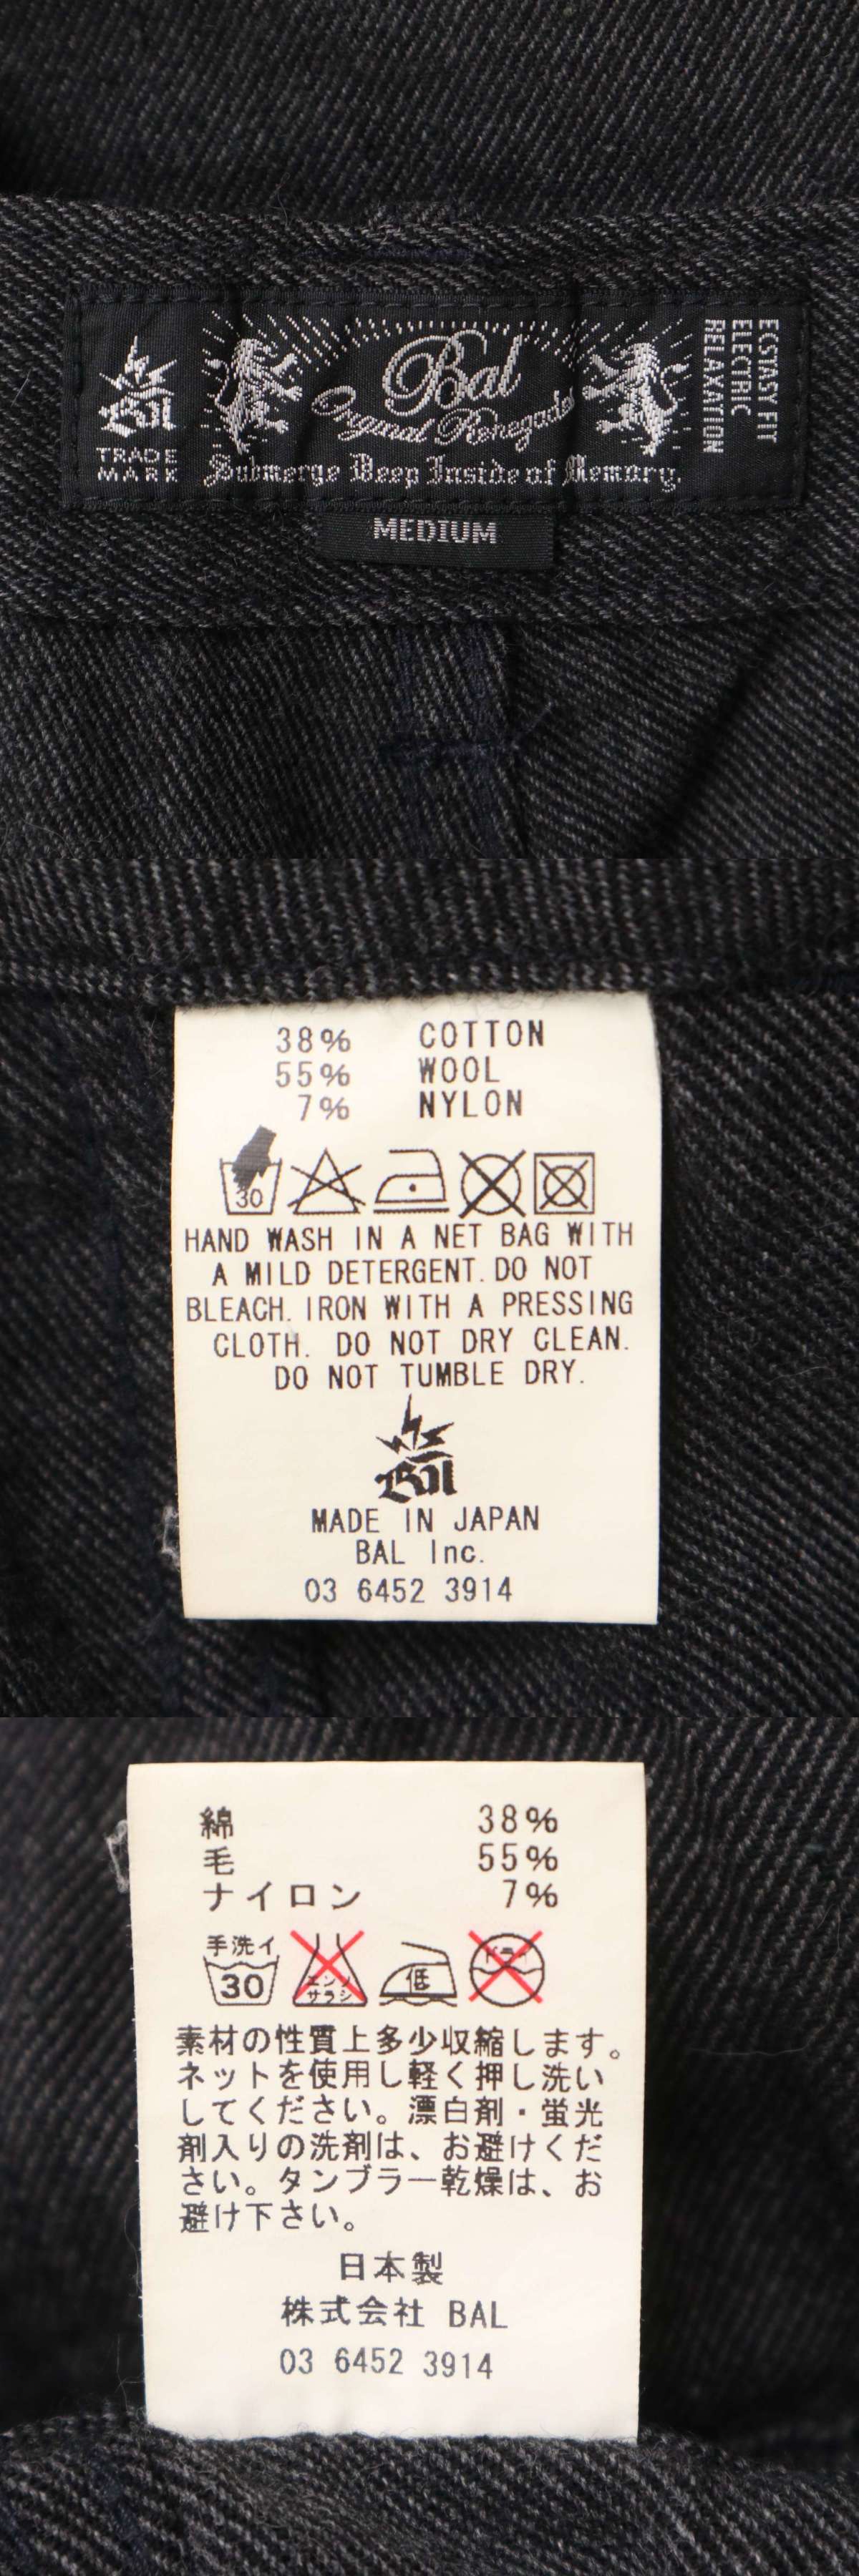 Bal
TRADE
MARK
Bal
Original Renegades
Submerge Deep Inside of Memory.
ECSTASY FIT
ELECTRIC
RELAXATION
MEDIUM
38% COTTON
55% WOOL
7% NYLON
30
HAND WASH IN A NET BAG WITH
A MILD DETERGENT. DO NOT
BLEACH. IRON WITH A PRESSING
CLOTH. DO NOT DRY CLEAN.
DO NOT TUMBLE DRY.
Bal
MADE IN JAPAN
BAL Inc.
03 6452 3914
綿 38%
毛 55%
ナイロン 7%
手洗イ
30
エンソ
サラシ
低
ドライ
素材の性質上多少収縮します。
ネットを使用し軽く押し洗い
してください。漂白剤・蛍光
剤入りの洗剤は、お避けくだ
さい。タンブラー乾燥は、お
避け下さい。
日本製
株式会社 BAL
03 6452 3914